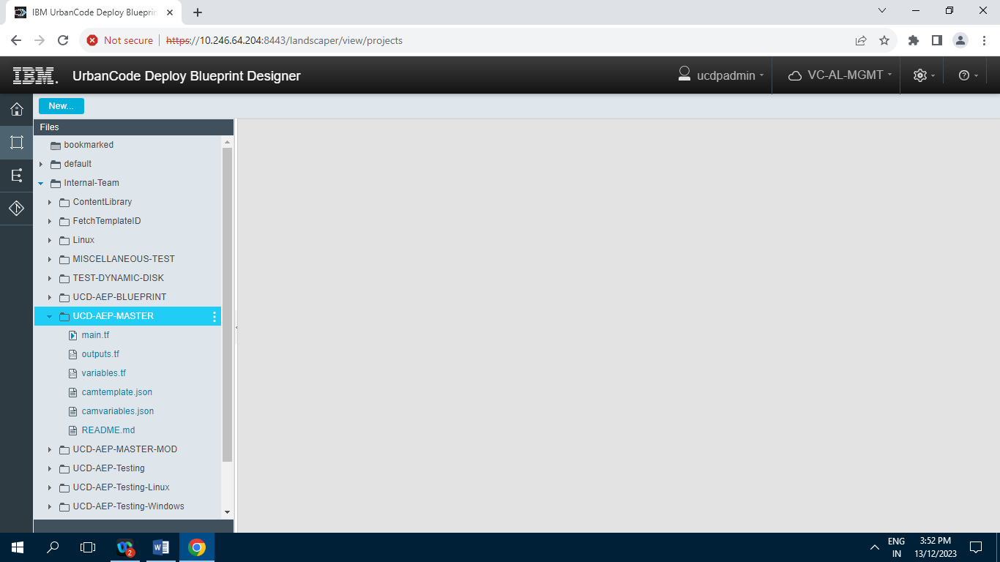 IBM UrbanCode Deploy Blueprin
Not secure
https://10.246.64.204:8443/landscaper/view/projects
IBM. UrbanCode Deploy Blueprint Designer
ucdpadmin
VC-AL-MGMT
New...
Files
bookmarked
default
Internal-Team
ContentLibrary
FetchTemplateID
Linux
MISCELLANEOUS-TEST
TEST-DYNAMIC-DISK
UCD-AEP-BLUEPRINT
UCD-AEP-MASTER
main.tf
outputs.tf
variables.tf
camtemplate.json
camvariables.json
README.md
UCD-AEP-MASTER-MOD
UCD-AEP-Testing
UCD-AEP-Testing-Linux
UCD-AEP-Testing-Windows
2
ENG
IN
3:52 PM
13/12/2023